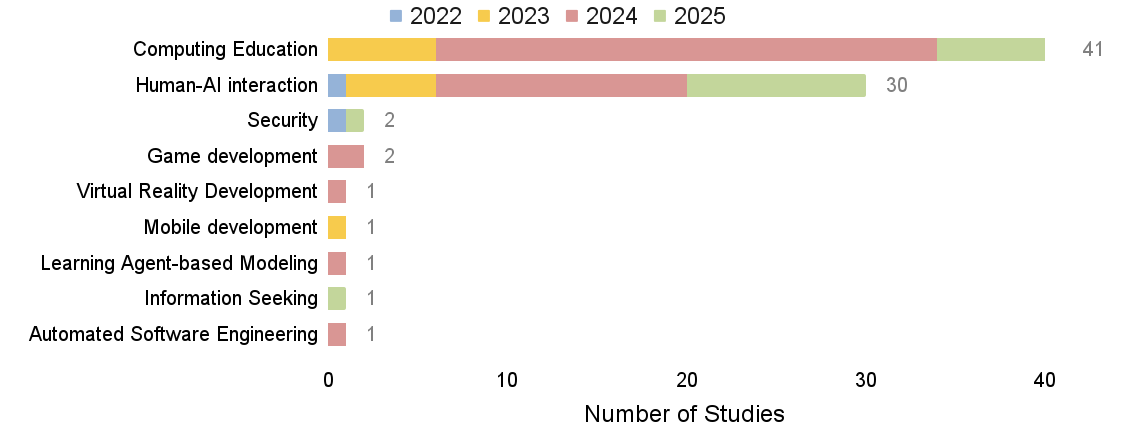 2022 2023 2024 2025
Computing Education 41
Human-AI interaction 30
Security 2
Game development 2
Virtual Reality Development 1
Mobile development 1
Learning Agent-based Modeling 1
Information Seeking 1
Automated Software Engineering 1
0 10 20 30 40
Number of Studies